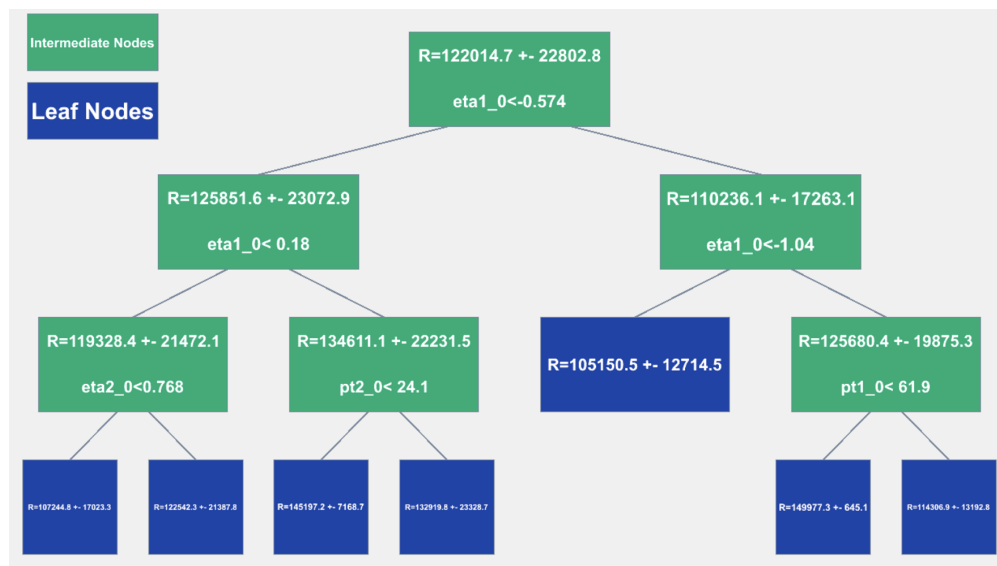 Intermediate Nodes
Leaf Nodes
R=122014.7 +- 22802.8
eta1_0<-0.574
R=125851.6 +- 23072.9
eta1_0< 0.18
R=110236.1 +- 17263.1
eta1_0<-1.04
R=119328.4 +- 21472.1
eta2_0<0.768
R=134611.1 +- 22231.5
pt2_0< 24.1
R=105150.5 +- 12714.5
R=125680.4 +- 19875.3
pt1_0< 61.9
R=107244.8 +- 17023.3
R=122542.3 +- 21387.8
R=145197.2 +- 7168.7
R=132919.8 +- 23328.7
R=149977.3 +- 645.1
R=114306.9 +- 13192.8